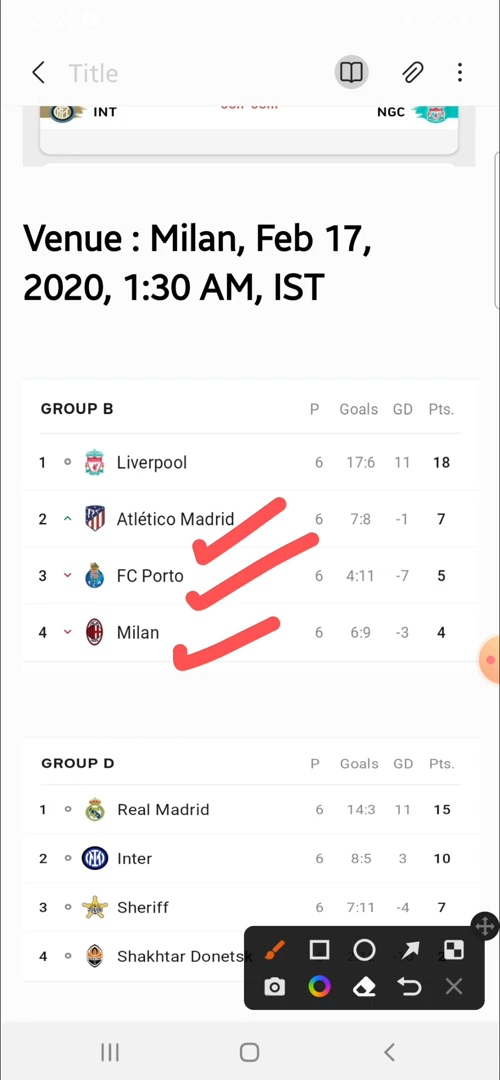 Title
INT
NGC
Venue : Milan, Feb 17,
2020, 1:30 AM, IST
GROUP B P Goals GD Pts.
1 Liverpool 6 17:6 11 18
2 Atlético Madrid 6 7:8 -1 7
3 FC Porto 6 4:11 -7 5
4 Milan 6 6:9 -3 4
GROUP D P Goals GD Pts.
1 Real Madrid 6 14:3 11 15
2 Inter 6 8:5 3 10
3 Sheriff 6 7:11 -4 7
4 Shakhtar Donetsk